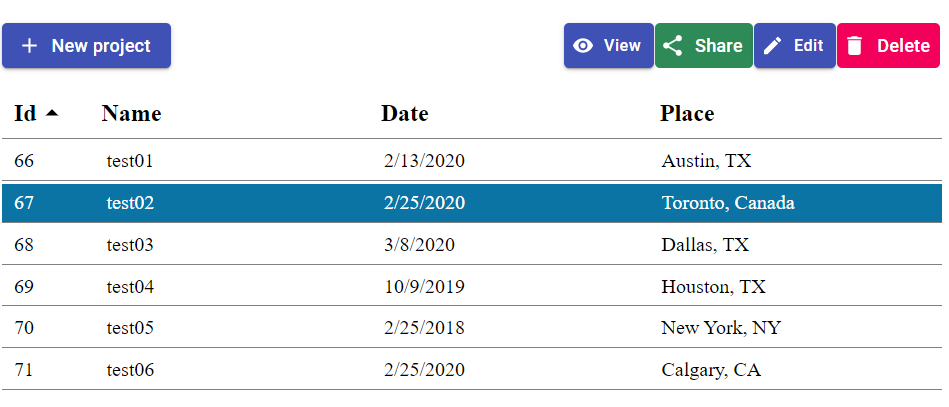 New project View Share Edit Delete
Id Name Date Place
66 test01 2/13/2020 Austin, TX
67 test02 2/25/2020 Toronto, Canada
68 test03 3/8/2020 Dallas, TX
69 test04 10/9/2019 Houston, TX
70 test05 2/25/2018 New York, NY
71 test06 2/25/2020 Calgary, CA